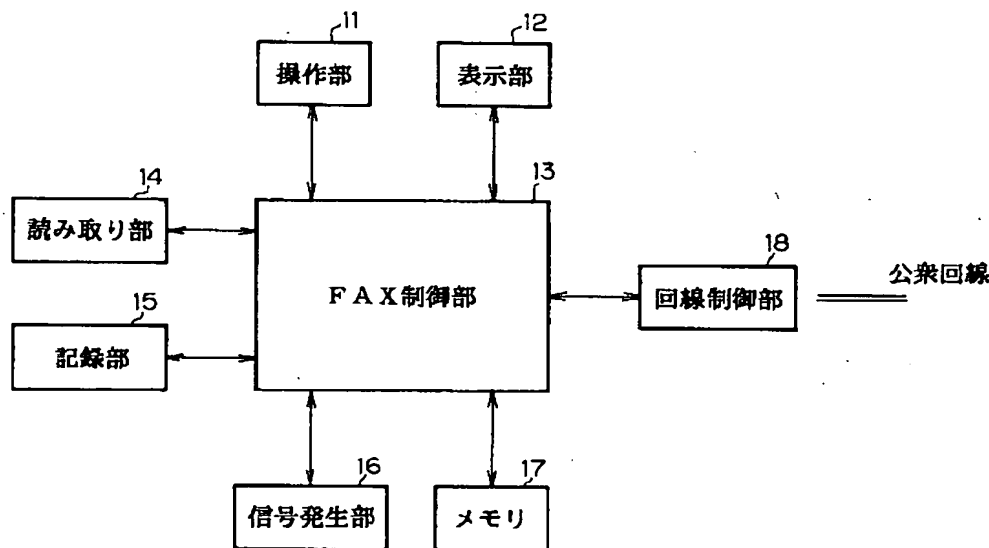 11
操作部
12
表示部
13
FAX制御部
14
読み取り部
15
記録部
16
信号発生部
17
メモリ
18
回線制御部
公衆回線